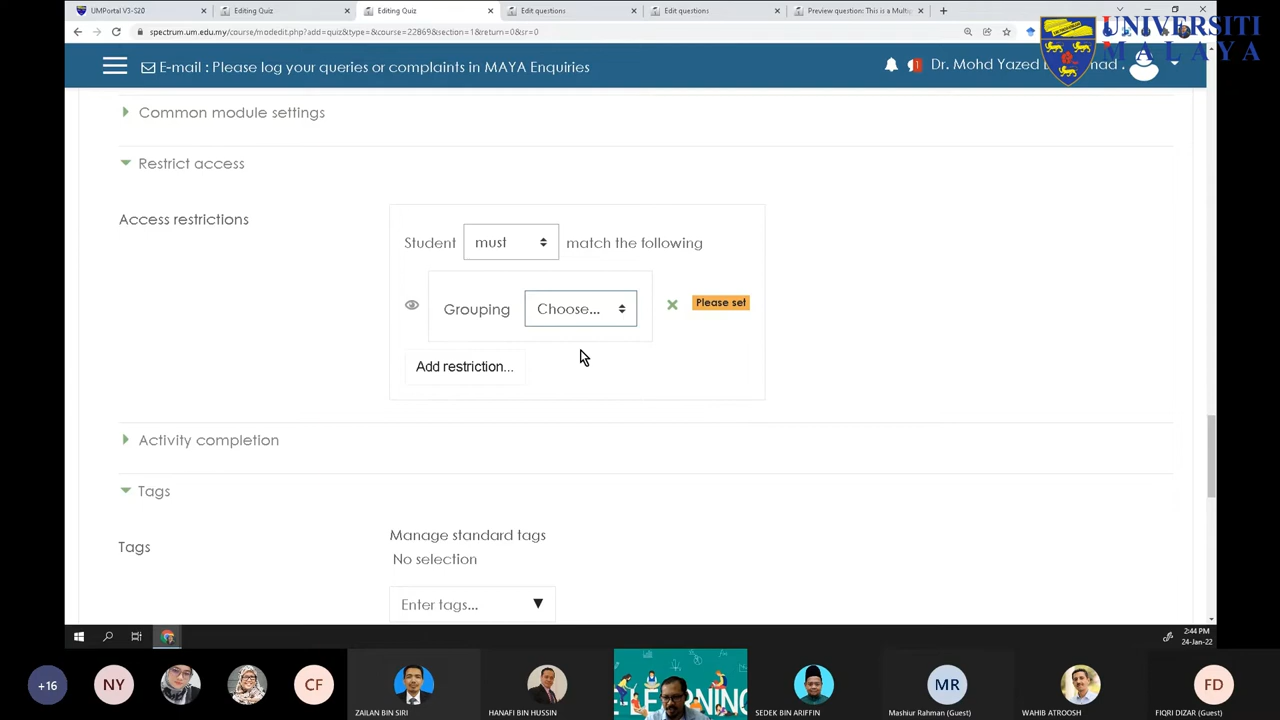 UMPortal V3-SZ0
Editing Quiz
Editing Quiz
Edit questions
Edit questions
Preview question: This is a Multip
spectrum.um.edu.my/course/modedit.php?add=quiz&type=&course=22869&section=1&return=0&sr=0
UNIVERSITI
MALAYA
E-mail : Please log your queries or complaints in MAYA Enquiries
Dr. Mohd Yazed
Common module settings
Restrict access
Access restrictions
Student must match the following
Grouping Choose... Please set
Add restriction...
Activity completion
Tags
Tags
Manage standard tags
No selection
Enter tags...
2:44 PM
24-Jan-22
+16
NY
CF
ZAILAN BIN SIRI
HANAFI BIN HUSSIN
SEDEK BIN ARIFFIN
MR
Mashiur Rahman (Guest)
WAHIB ATROOSH
FD
FIQRI DIZAR (Guest)